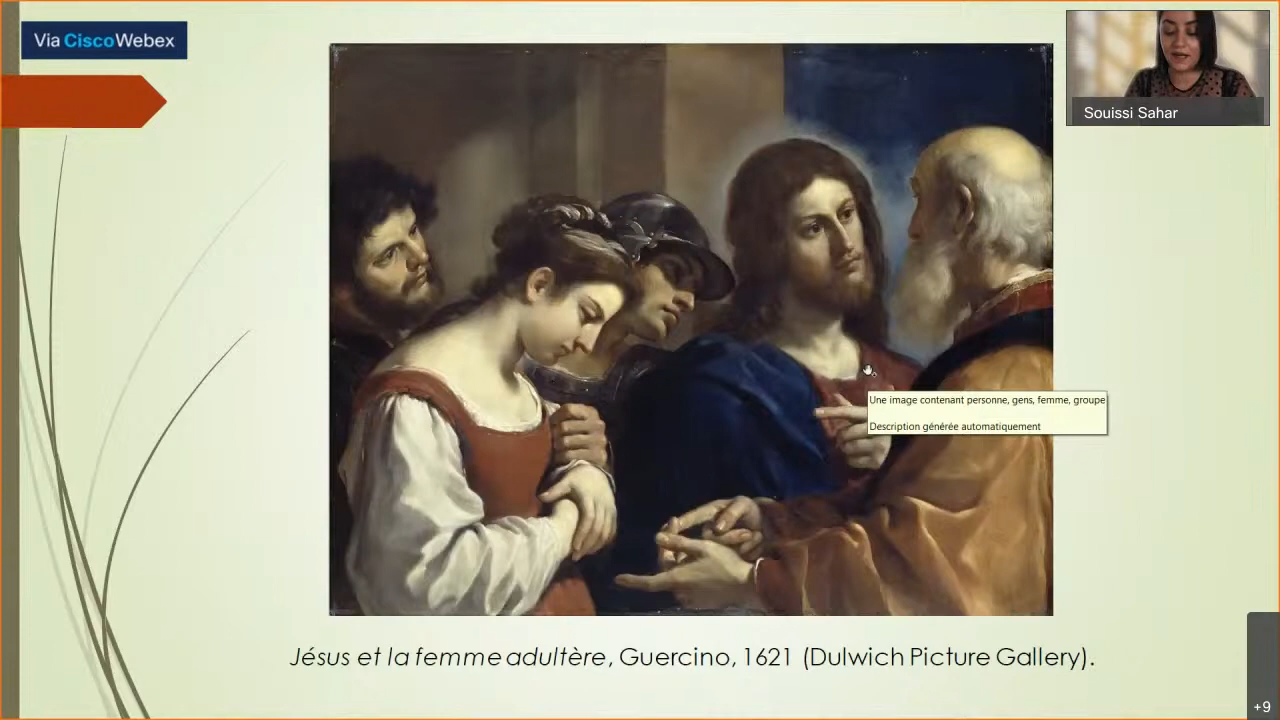 Via CiscoWebex
Souissi Sahar
Une image contenant personne, gens, femme, groupe
Description générée automatiquement
Jésus et la femme adultère, Guercino, 1621 (Dulwich Picture Gallery).
+9